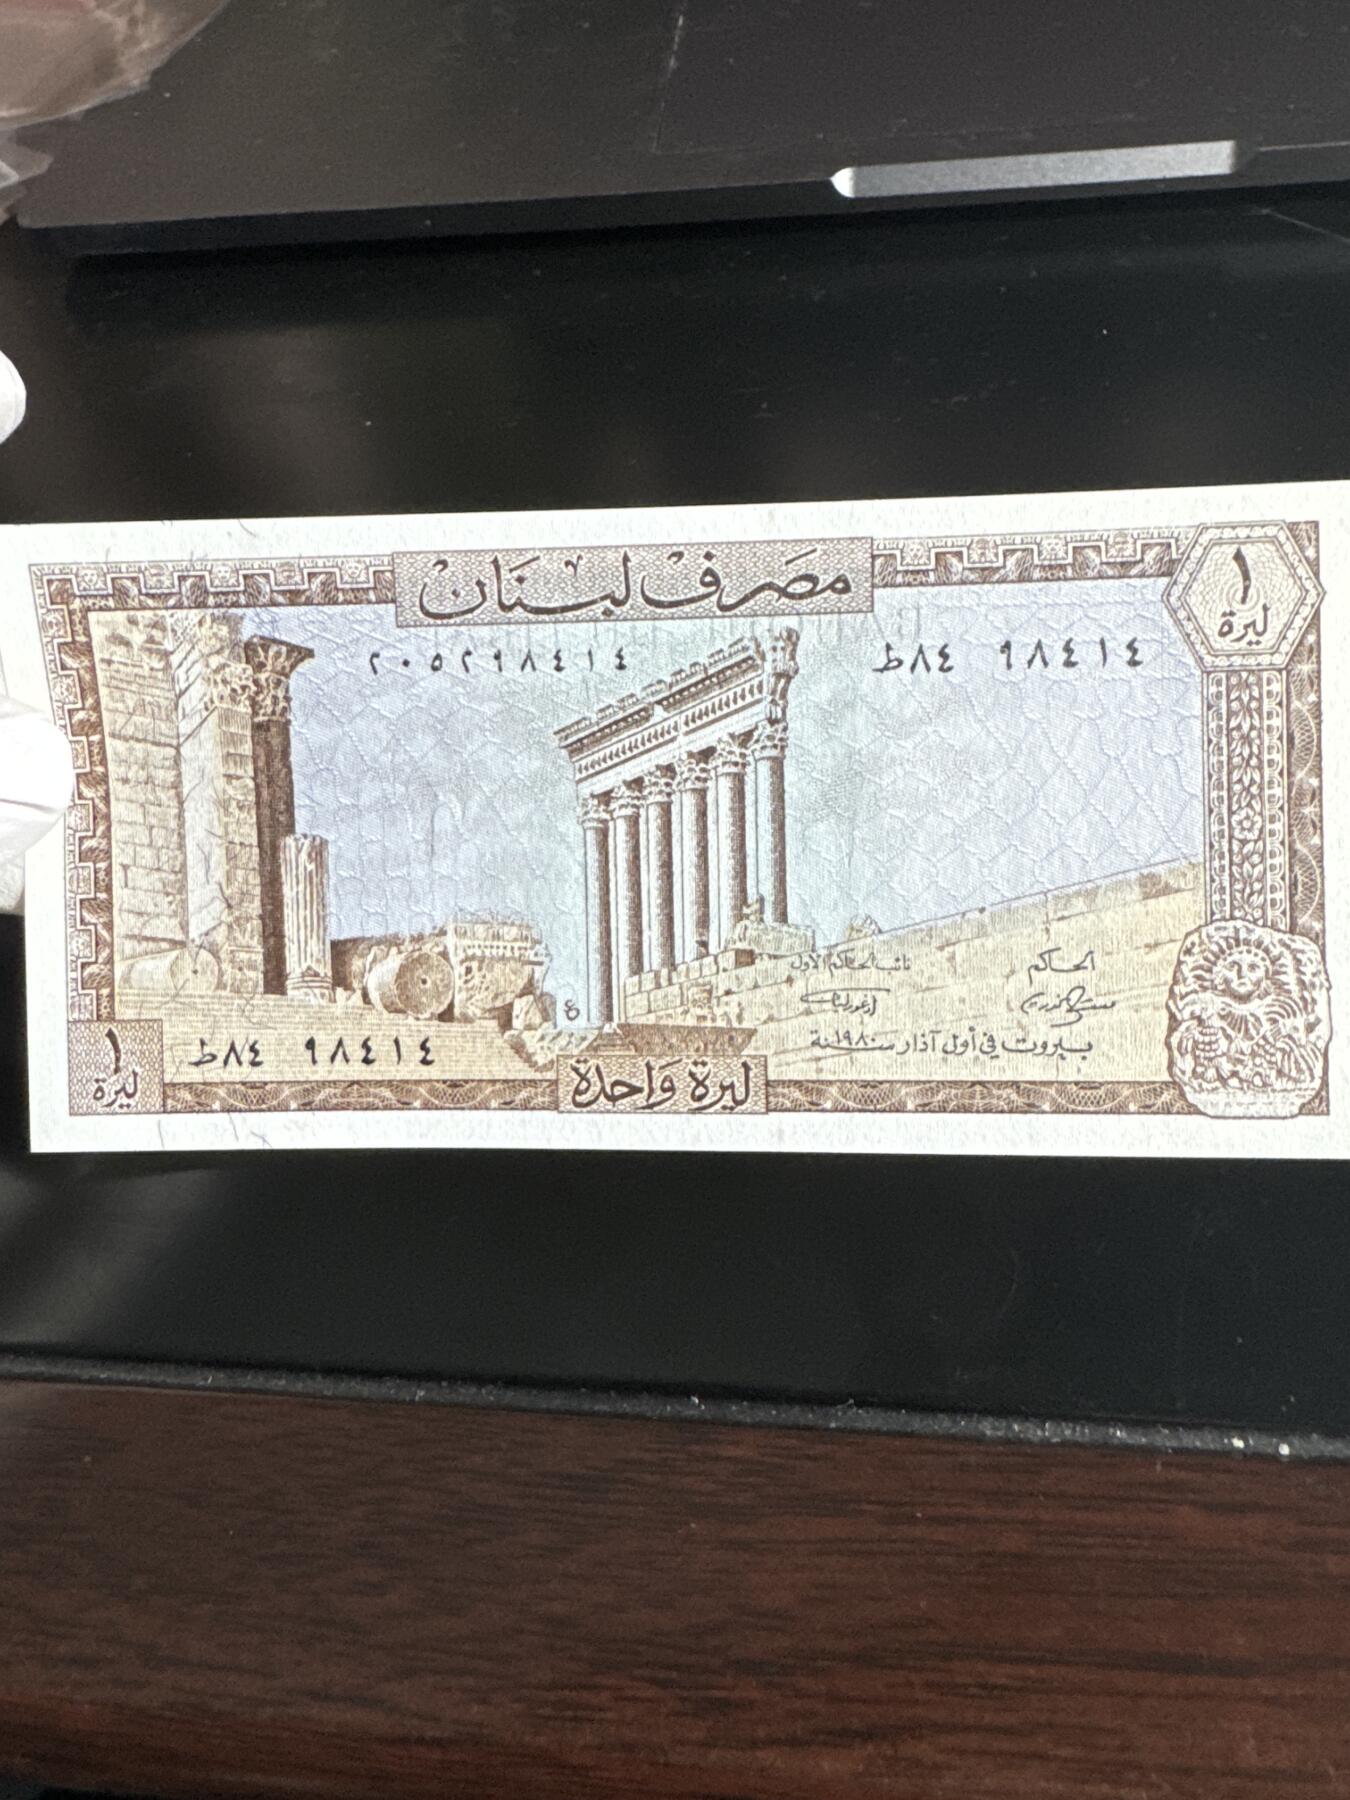 مصرف لبنان
١
ليرة
٢٠٥٢٩٨٤١٤
ط٨٤ ٩٨٤١٤
الحاكم
نائب الحاكم الاول
بيروت في أول آذار سنة ١٩٨٠
ط٨٤ ٩٨٤١٤
١
ليرة
ليرة واحدة